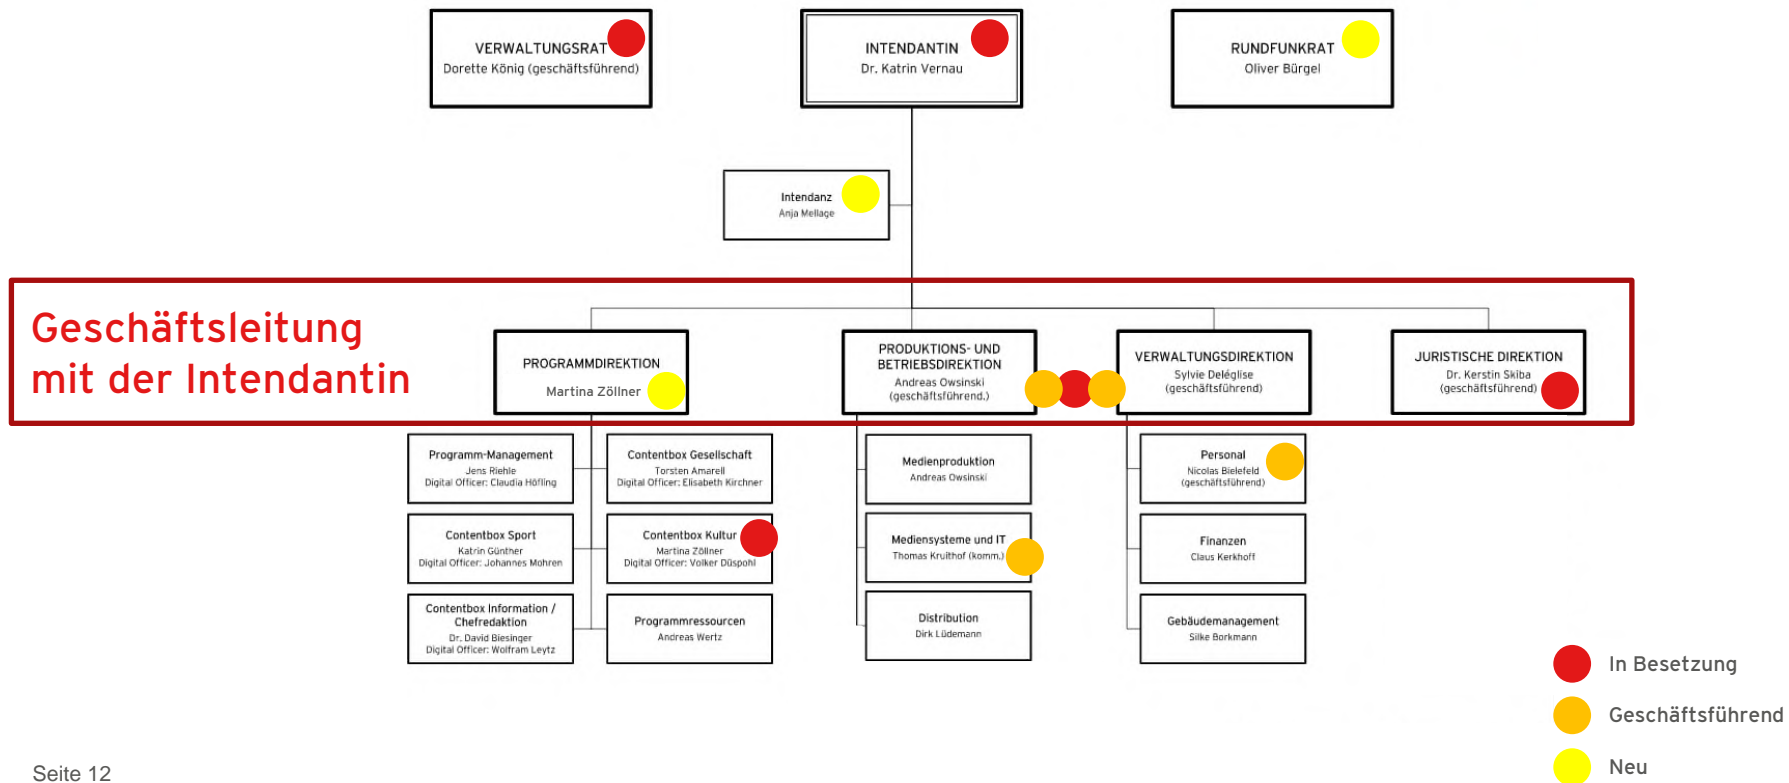 VERWALTUNGSRAT
Dorette König (geschäftsführend)
INTENDANTIN
Dr. Katrin Vernau
RUNDFUNKRAT
Oliver Bürgel
Intendanz
Anja Mellage
Geschäftsleitung
mit der Intendantin
PROGRAMMDIREKTION
Martina Zöllner
PRODUKTIONS- UND
BETRIEBSDIREKTION
Andreas Owsinski
(geschäftsführend.)
VERWALTUNGSDIREKTION
Sylvie Deléglise
(geschäftsführend)
JURISTISCHE DIREKTION
Dr. Kerstin Skiba
(geschäftsführend)
Programm-Management
Jens Riehle
Digital Officer: Claudia Höfling
Contentbox Gesellschaft
Torsten Amarell
Digital Officer: Elisabeth Kirchner
Contentbox Sport
Katrin Günther
Digital Officer: Johannes Mohren
Contentbox Kultur
Martina Zöllner
Digital Officer: Volker Düspohl
Contentbox Information /
Chefredaktion
Dr. David Biesinger
Digital Officer: Wolfram Leytz
Programmressourcen
Andreas Wertz
Medienproduktion
Andreas Owsinski
Mediensysteme und IT
Thomas Kruithof (komm.)
Distribution
Dirk Lüdemann
Personal
Nicolas Bielefeld
(geschäftsführend)
Finanzen
Claus Kerkhoff
Gebäudemanagement
Silke Borkmann
In Besetzung
Geschäftsführend
Neu
Seite 12